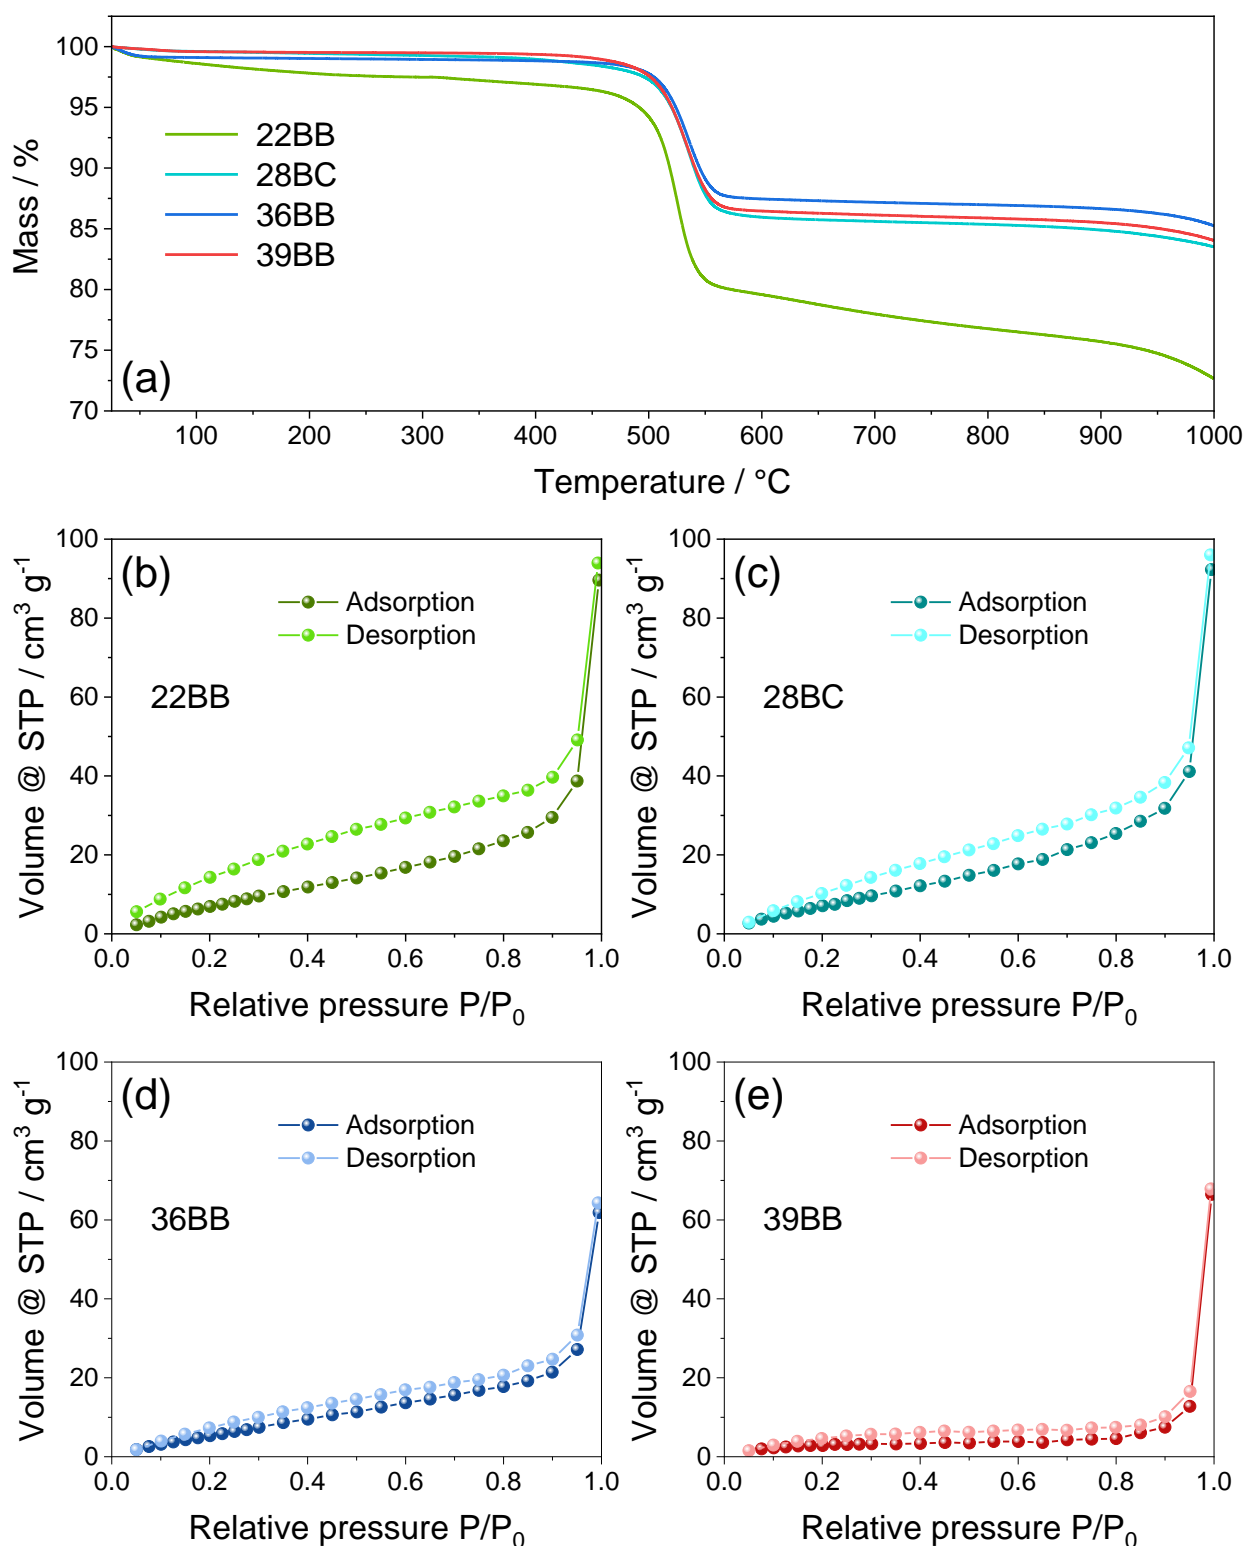 100
95
90
85
80
75
70
Mass / %
22BB
28BC
36BB
39BB
(a)
100 200 300 400 500 600 700 800 900 1000
Temperature / °C
(b)
100
80
60
40
20
0
Volume @ STP / cm³ g⁻¹
Adsorption
Desorption
22BB
0.0 0.2 0.4 0.6 0.8 1.0
Relative pressure P/P₀
(c)
100
80
60
40
20
0
Volume @ STP / cm³ g⁻¹
Adsorption
Desorption
28BC
0.0 0.2 0.4 0.6 0.8 1.0
Relative pressure P/P₀
(d)
100
80
60
40
20
0
Volume @ STP / cm³ g⁻¹
Adsorption
Desorption
36BB
0.0 0.2 0.4 0.6 0.8 1.0
Relative pressure P/P₀
(e)
100
80
60
40
20
0
Volume @ STP / cm³ g⁻¹
Adsorption
Desorption
39BB
0.0 0.2 0.4 0.6 0.8 1.0
Relative pressure P/P₀